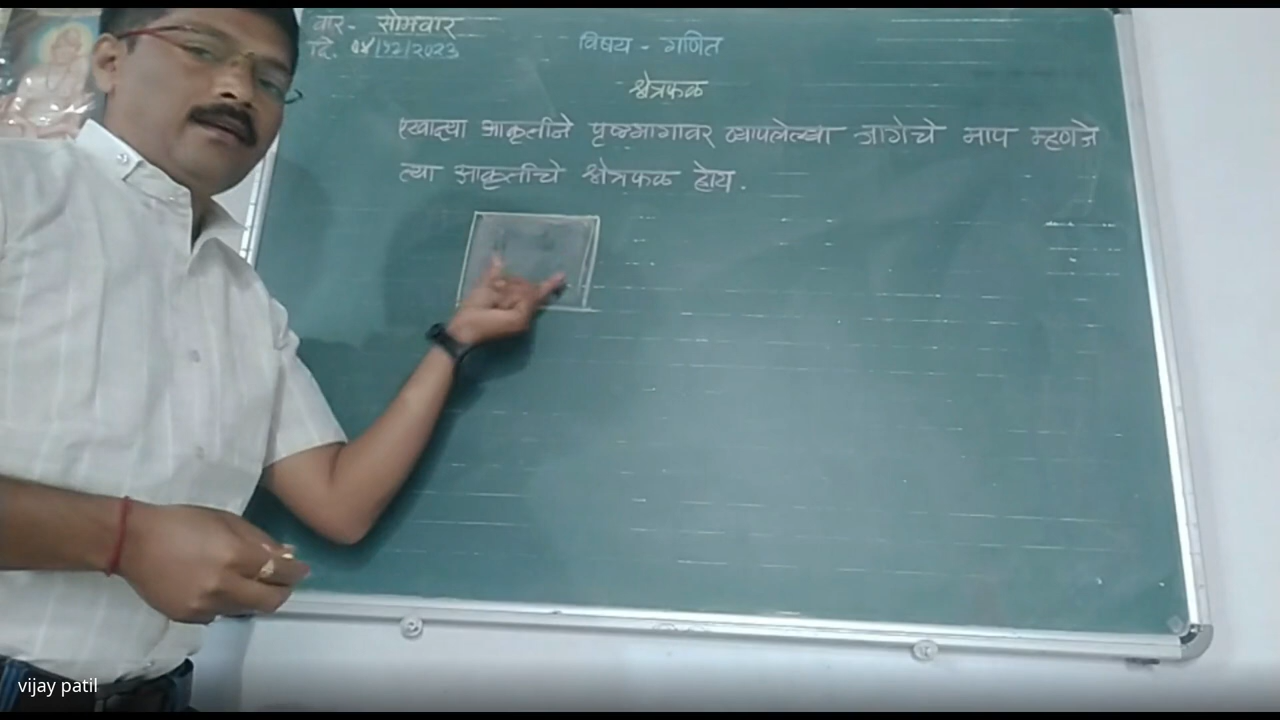 वार- सोमवार
दि. 04/12/2023
विषय - गणित
क्षेत्रफळ
एखाद्या आकृतीने पृष्ठभागावर व्यापलेल्या जागेचे माप म्हणजे
त्या आकृतीचे क्षेत्रफळ होय.
vijay patil